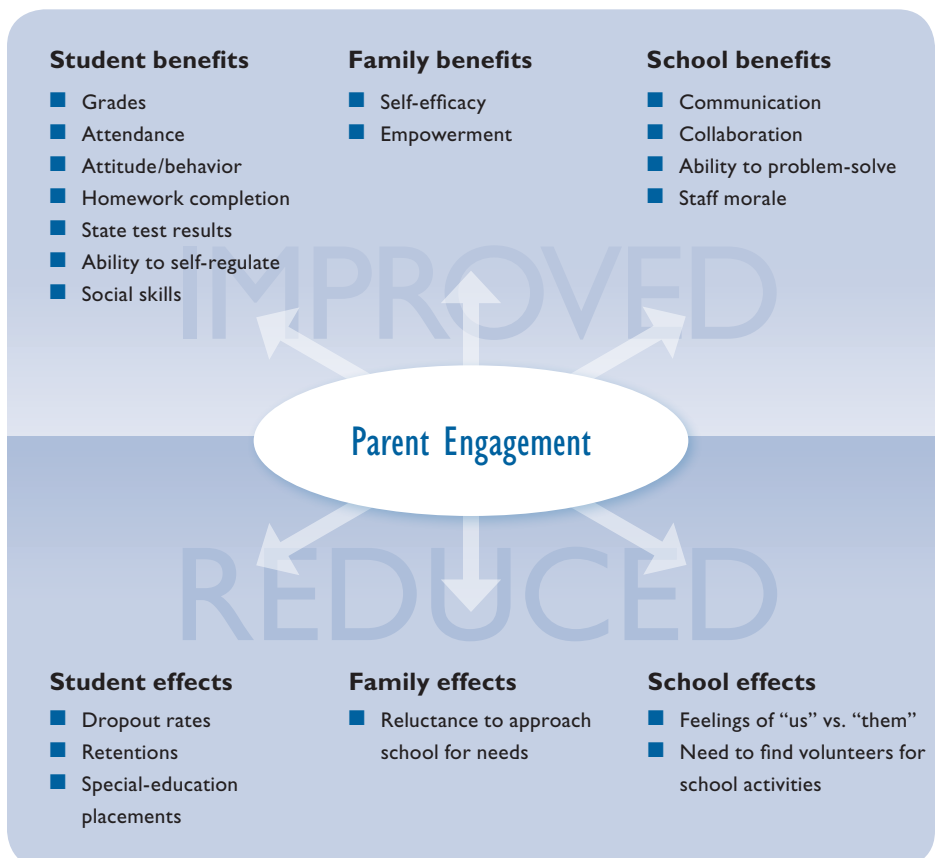 Student benefits
Grades
Attendance
Attitude/behavior
Homework completion
State test results
Ability to self-regulate
Social skills
Family benefits
Self-efficacy
Empowerment
School benefits
Communication
Collaboration
Ability to problem-solve
Staff morale
IMPROVED
Parent Engagement
REDUCED
Student effects
Dropout rates
Retentions
Special-education
placements
Family effects
Reluctance to approach
school for needs
School effects
Feelings of “us” vs. “them”
Need to find volunteers for
school activities